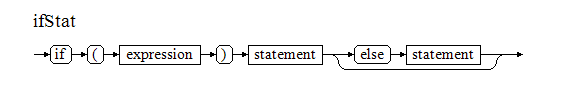 ifStat
if ( expression ) statement else statement